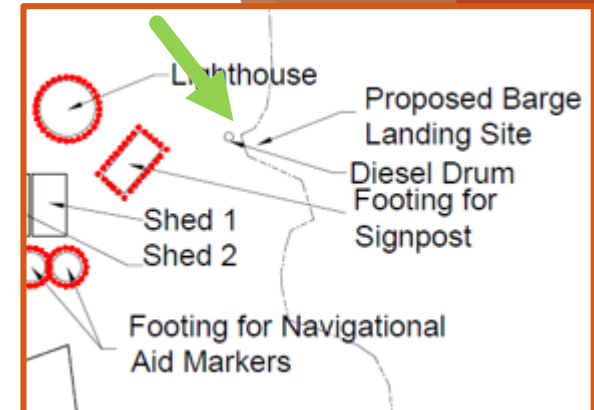 Lighthouse
Proposed Barge
Landing Site
Diesel Drum
Footing for
Signpost
Shed 1
Shed 2
Footing for Navigational
Aid Markers